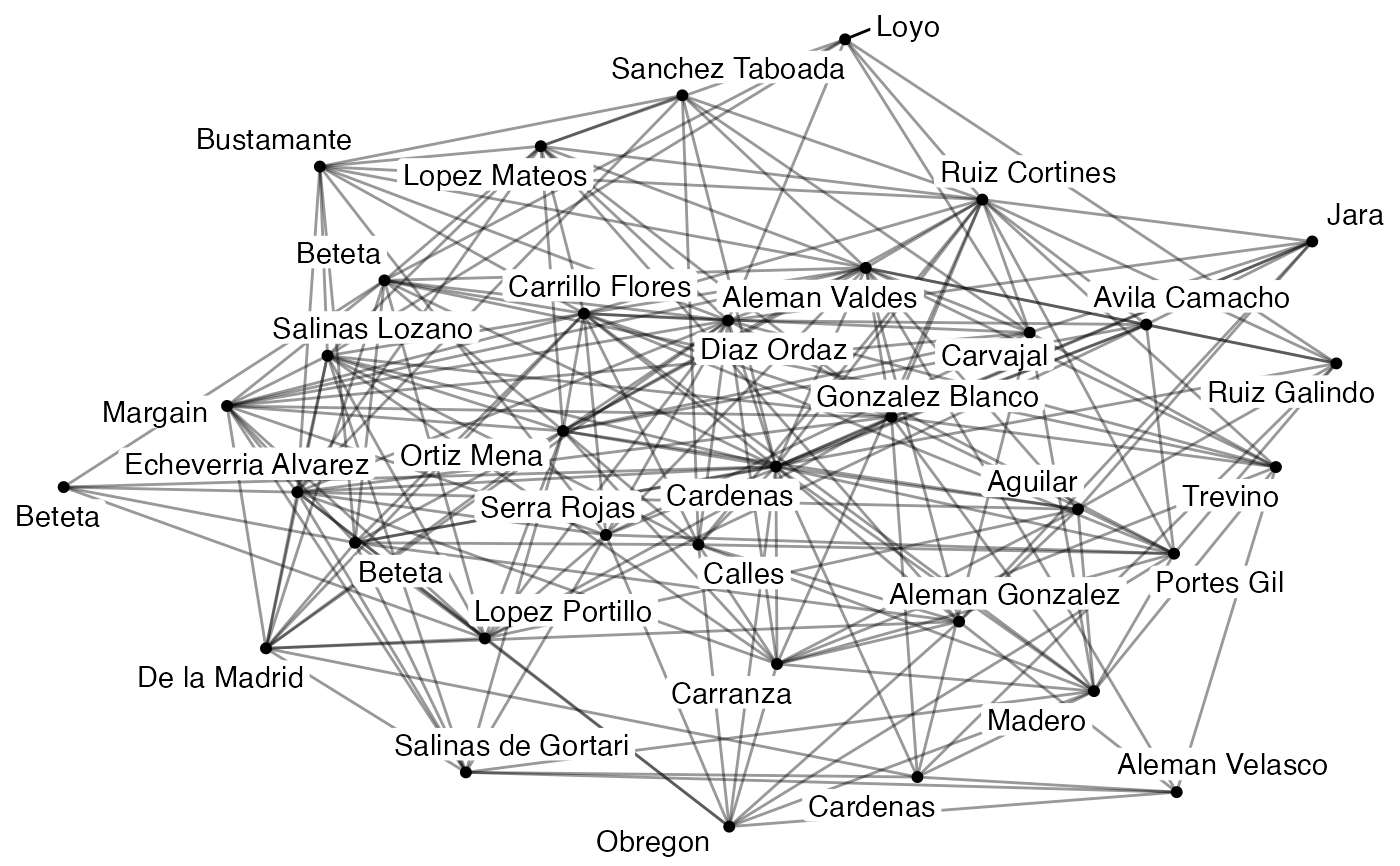 Loyo
Sanchez Taboada
Bustamante
Lopez Mateos
Ruiz Cortines
Jara
Beteta
Carrillo Flores
Aleman Valdes
Avila Camacho
Salinas Lozano
Diaz Ordaz
Carvajal
Ruiz Galindo
Gonzalez Blanco
Margain
Ortiz Mena
Echeverria Alvarez
Aguilar
Cardenas
Trevino
Serra Rojas
Beteta
Beteta
Calles
Portes Gil
Aleman Gonzalez
Lopez Portillo
De la Madrid
Carranza
Madero
Salinas de Gortari
Aleman Velasco
Cardenas
Obregon